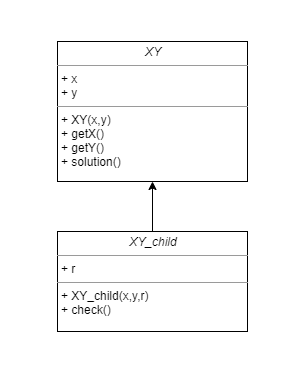 XY
+ x
+ y
+ XY(x,y)
+ getX()
+ getY()
+ solution()
XY_child
+ r
+ XY_child(x,y,r)
+ check()